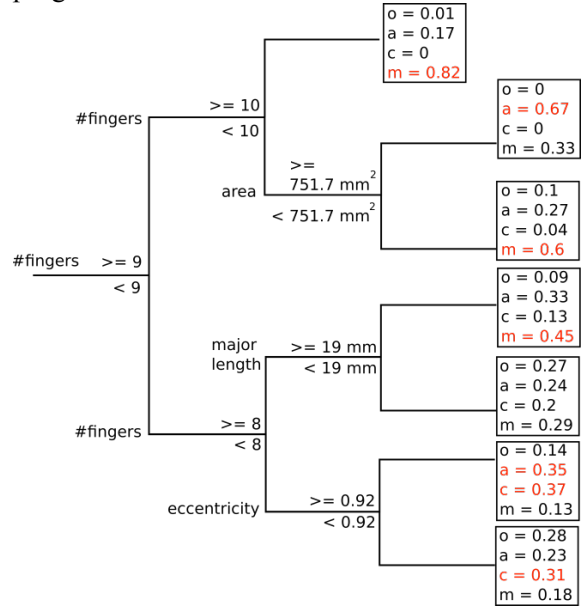 o = 0.01
a = 0.17
c = 0
m = 0.82
>= 10
#fingers
< 10
o = 0
a = 0.67
c = 0
m = 0.33
>=
751.7 mm2
area
< 751.7 mm2
o = 0.1
a = 0.27
c = 0.04
m = 0.6
#fingers
>= 9
< 9
o = 0.09
a = 0.33
c = 0.13
m = 0.45
major
length
>= 19 mm
< 19 mm
o = 0.27
a = 0.24
c = 0.2
m = 0.29
#fingers
>= 8
< 8
o = 0.14
a = 0.35
c = 0.37
m = 0.13
eccentricity
>= 0.92
< 0.92
o = 0.28
a = 0.23
c = 0.31
m = 0.18